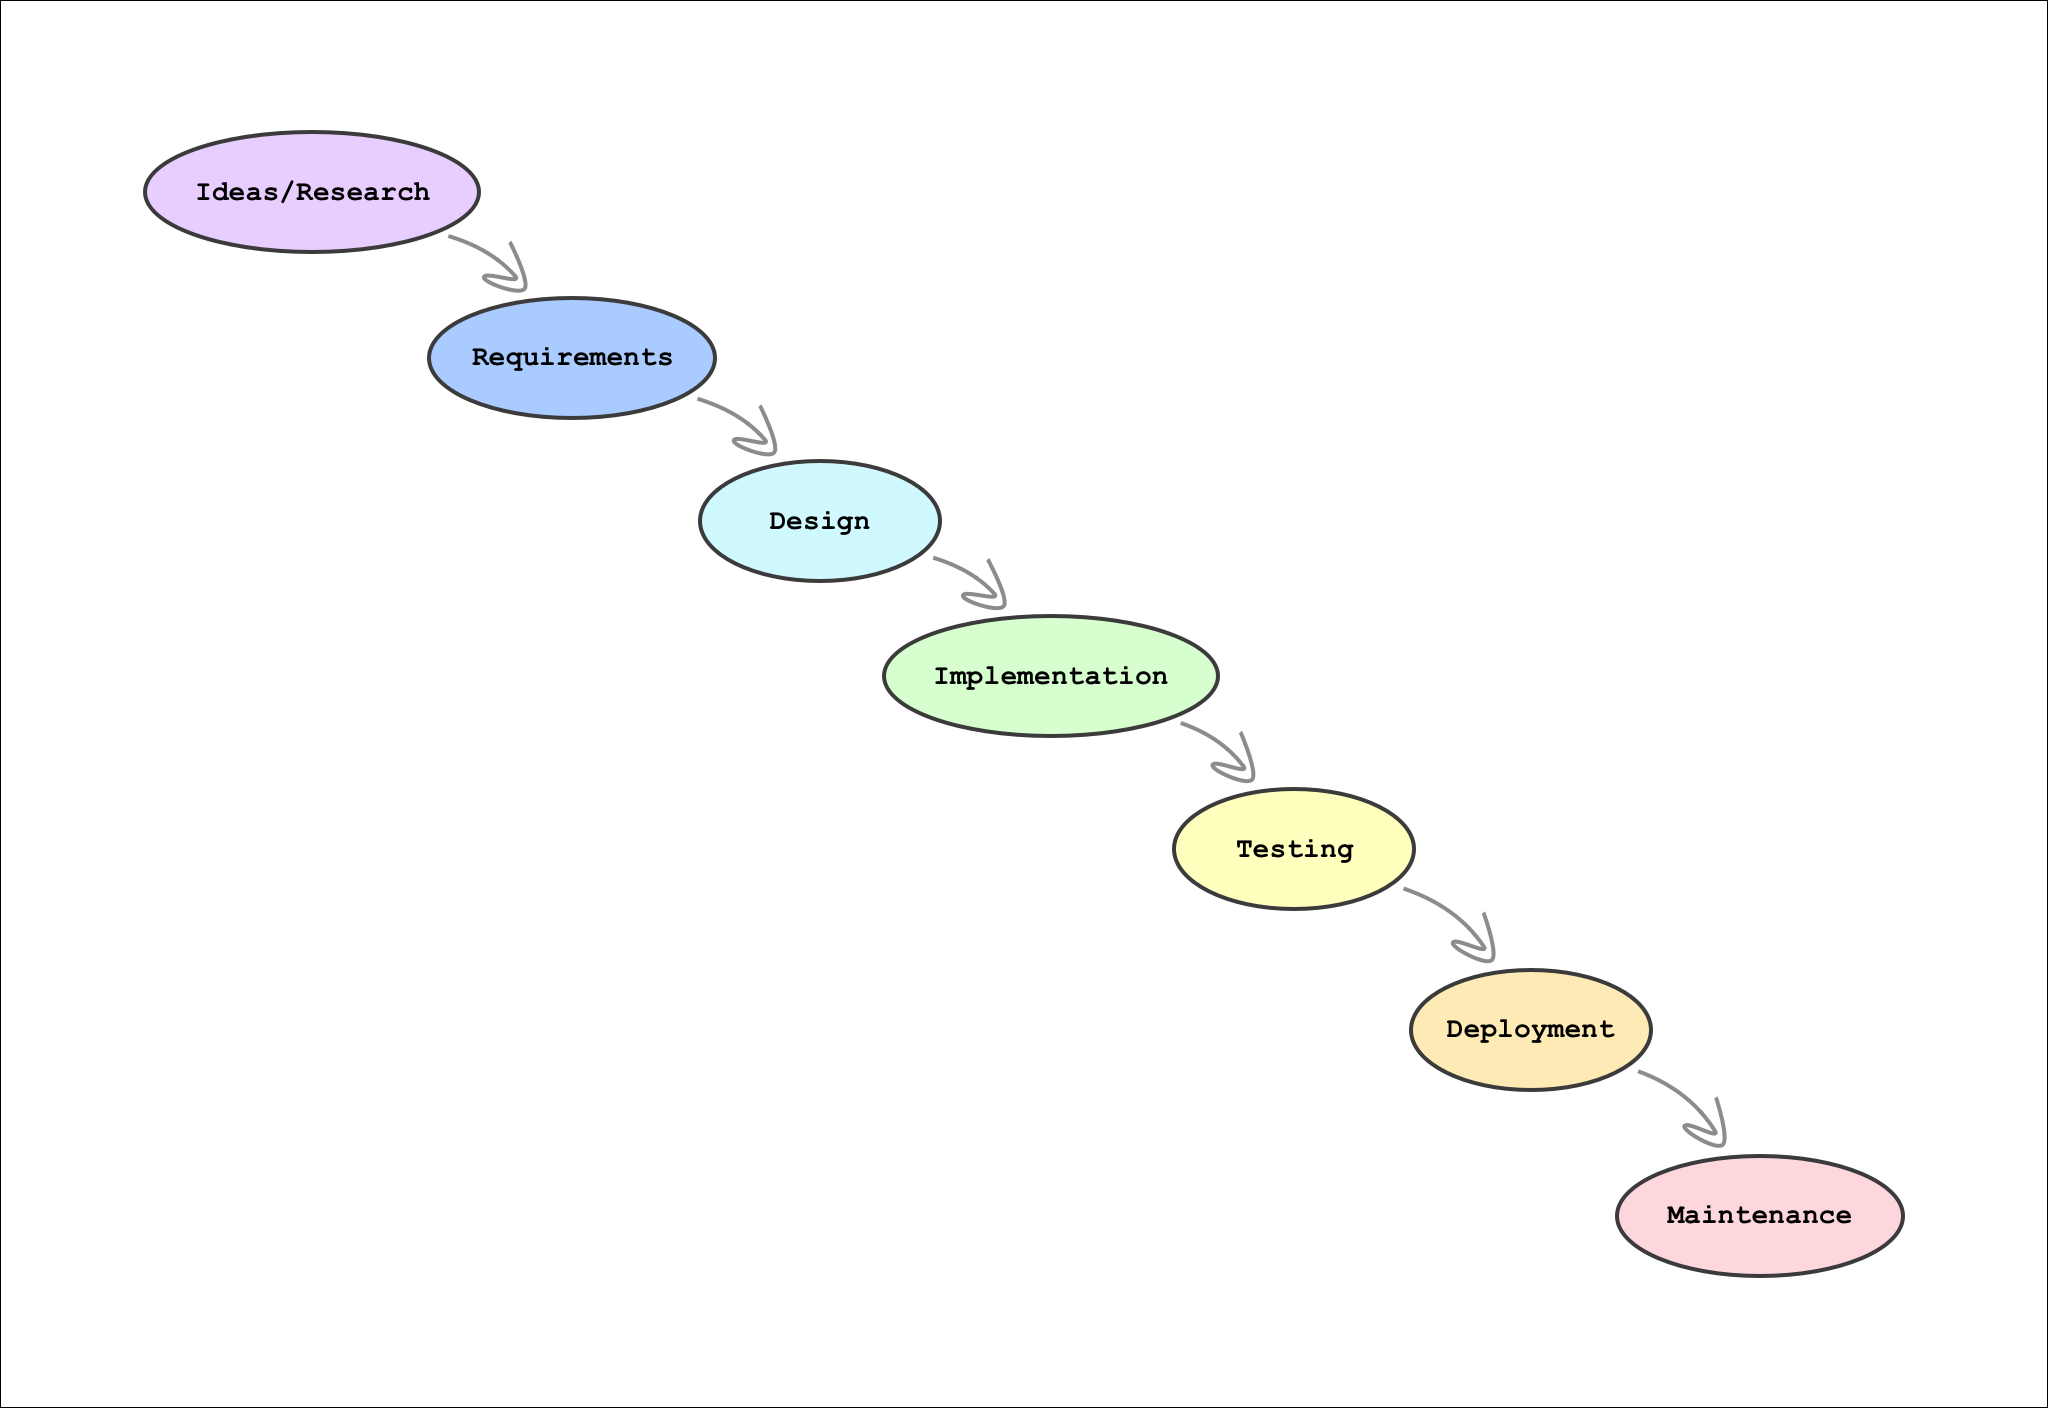 Ideas/Research
Requirements
Design
Implementation
Testing
Deployment
Maintenance